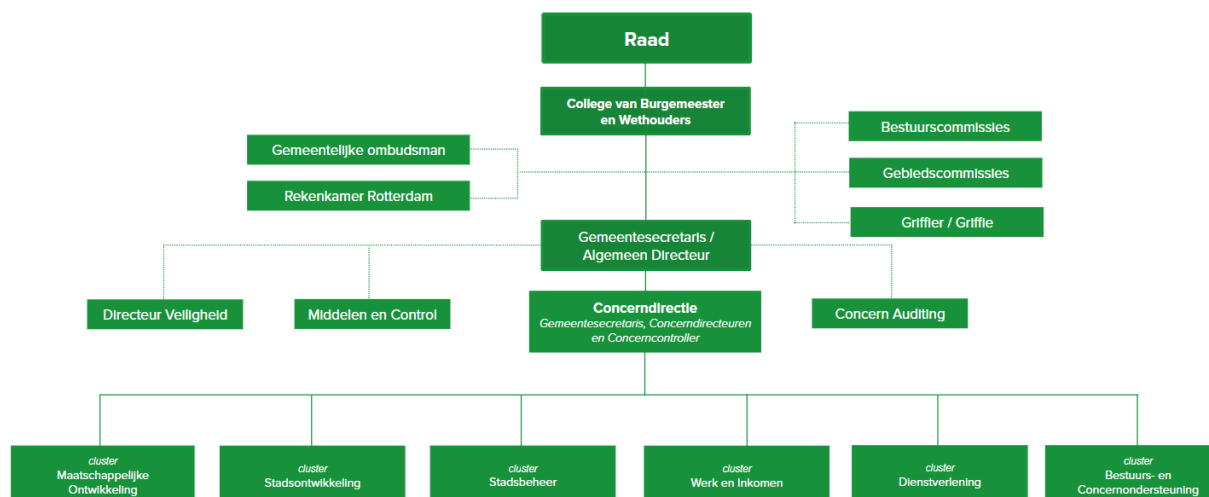 Raad
College van Burgemeester
en Wethouders
Bestuurscommissies
Gemeentelijke ombudsman
Gebiedscommissies
Rekenkamer Rotterdam
Griffier / Griffie
Gemeentesecretaris /
Algemeen Directeur
Directeur Veiligheid
Middelen en Control
Concerndirectie
Gemeentesecretaris, Concerndirecteuren
en Concerncontroller
Concern Auditing
cluster
Maatschappelijke
Ontwikkeling
cluster
Stadsontwikkeling
cluster
Stadsbeheer
cluster
Werk en Inkomen
cluster
Dienstverlening
cluster
Bestuurs- en
Concernondersteuning